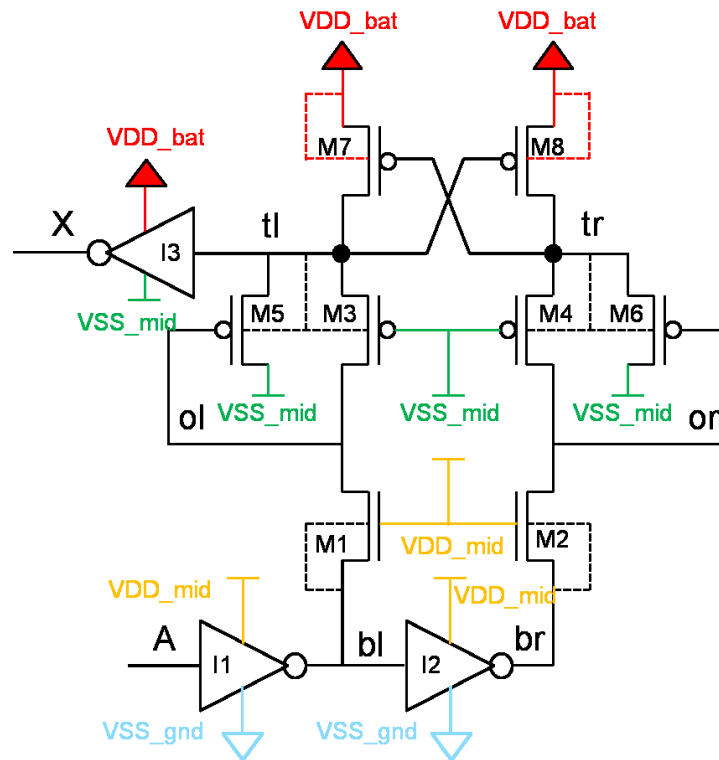 VDD_bat VDD_bat
M7 M8
VDD_bat
X I3 tl tr
VSS_mid M5 M3 M4 M6
VSS_mid VSS_mid VSS_mid
ol or
M1 VDD_mid M2
VDD_mid VDD_mid
A I1 bl I2 br
VSS_gnd VSS_gnd